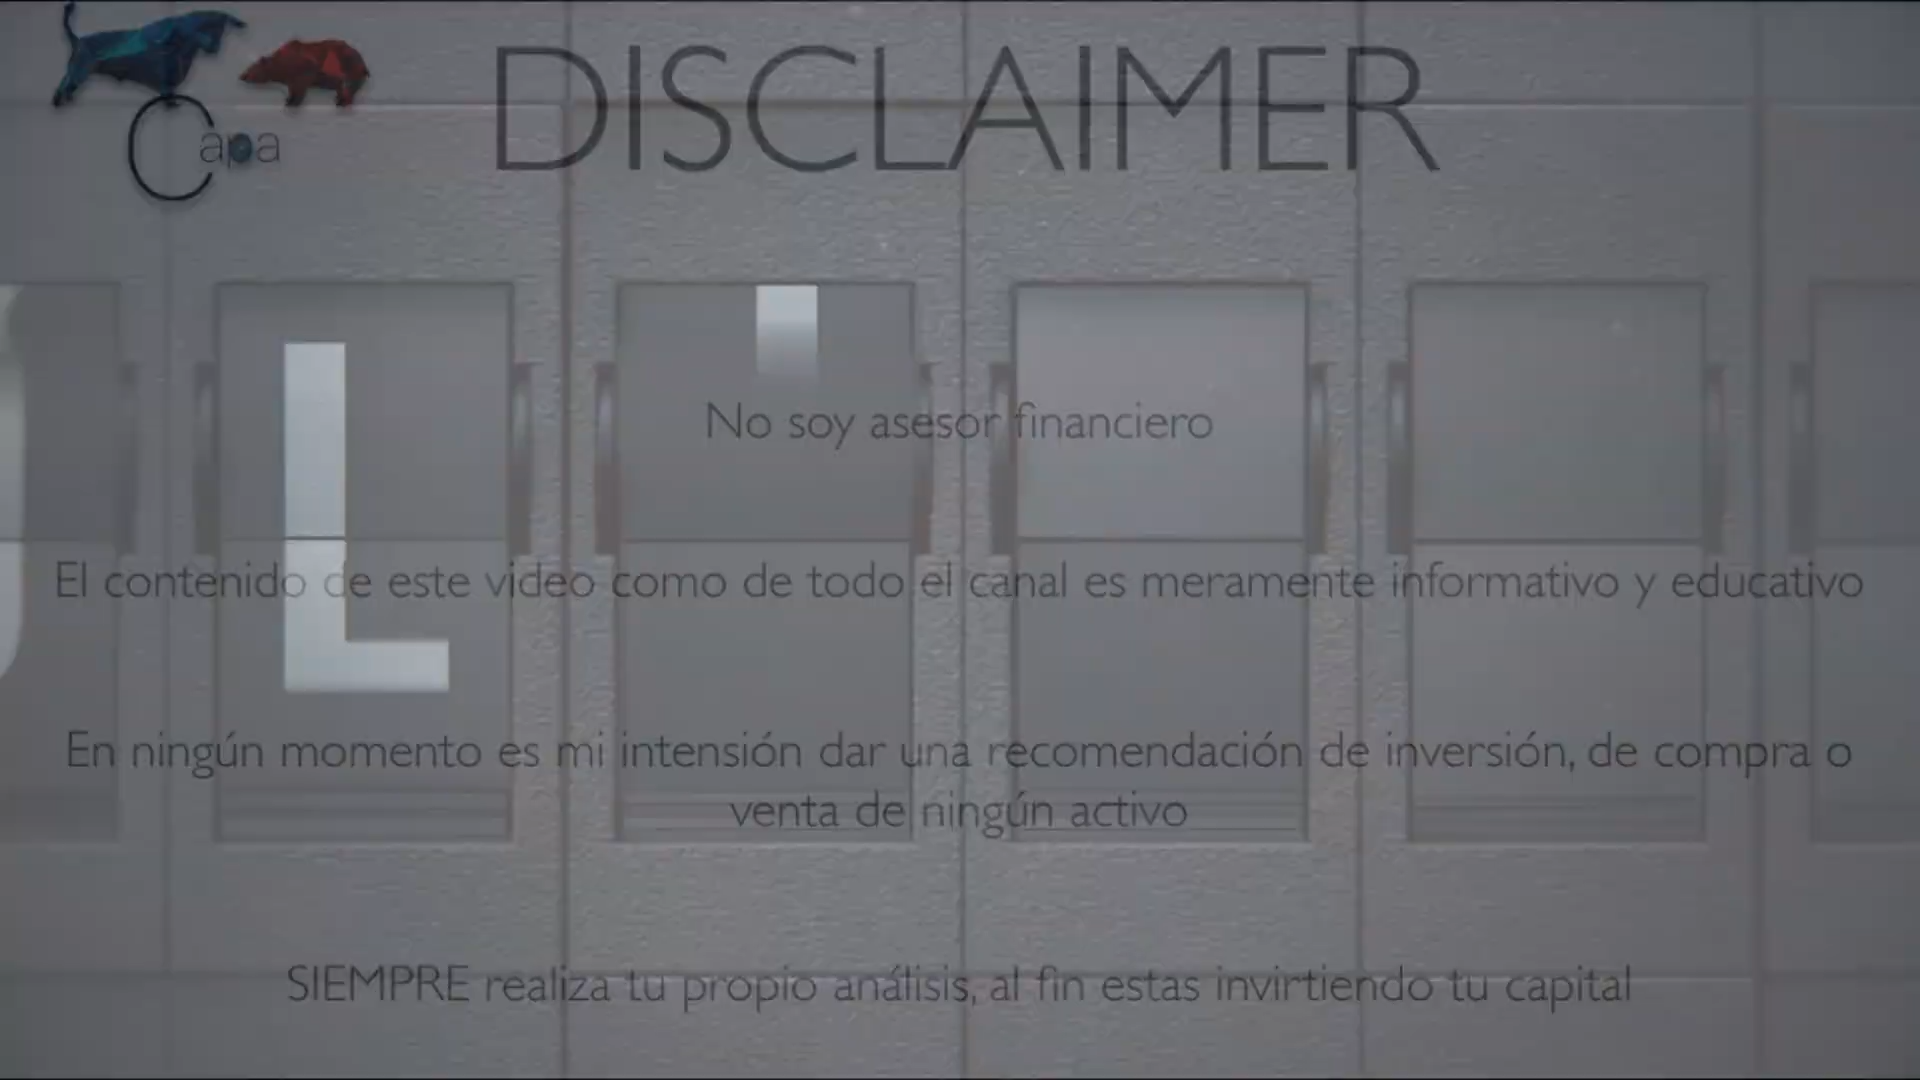 Capa
DISCLAIMER
No soy asesor financiero
L
El contenido de este video como de todo el canal es meramente informativo y educativo
En ningún momento es mi intensión dar una recomendación de inversión, de compra o
venta de ningún activo
SIEMPRE realiza tu propio análisis, al fin estas invirtiendo tu capital